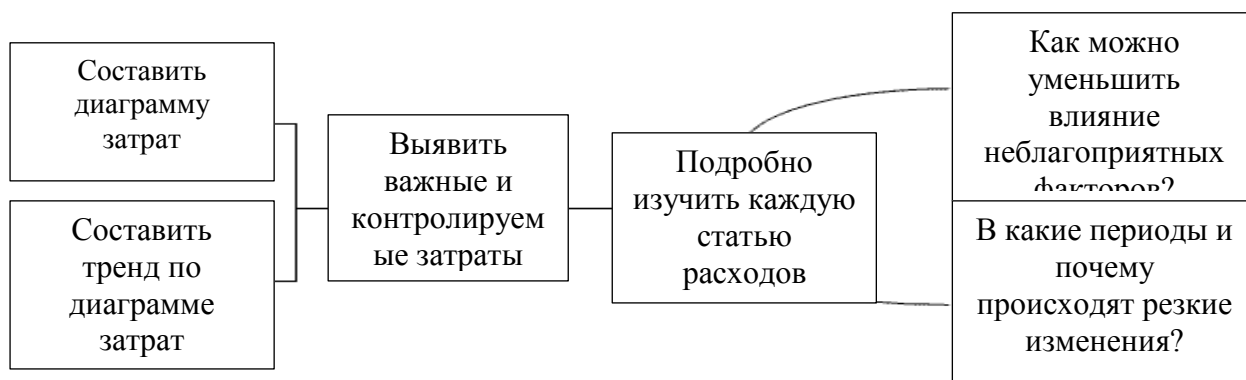 Составить
диаграмму
затрат
Составить
тренд по
диаграмме
затрат
Выявить
важные и
контролируем
ые затраты
Подробно
изучить каждую
статью
расходов
Как можно
уменьшить
влияние
неблагоприятных
факторов?
В какие периоды и
почему
происходят резкие
изменения?